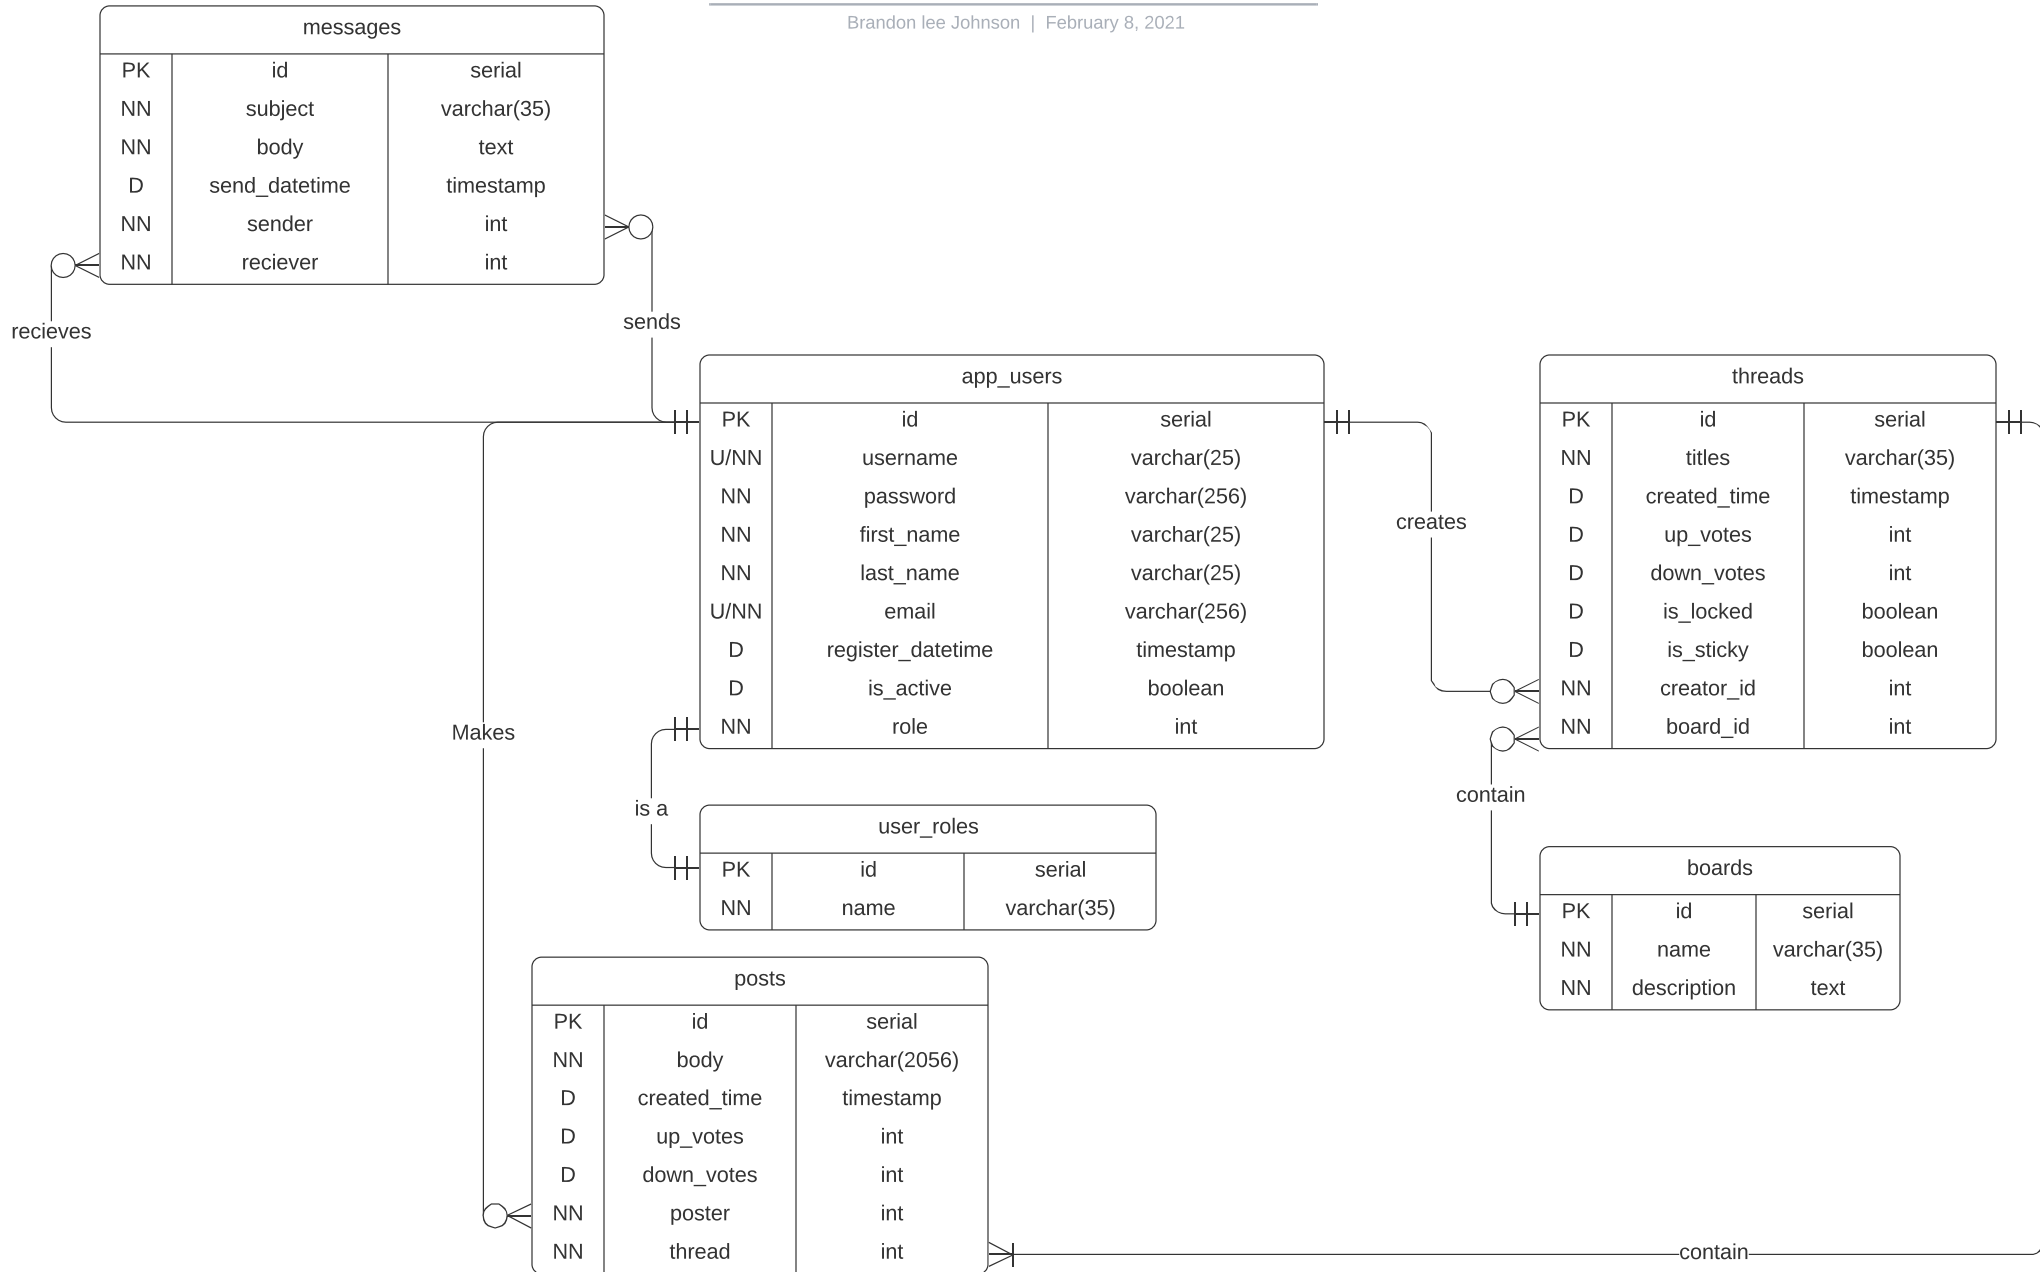 Brandon lee Johnson | February 8, 2021
messages
PK id serial
NN subject varchar(35)
NN body text
D send_datetime timestamp
NN sender int
NN reciever int
recieves
sends
app_users
PK id serial
U/NN username varchar(25)
NN password varchar(256)
NN first_name varchar(25)
NN last_name varchar(25)
U/NN email varchar(256)
D register_datetime timestamp
D is_active boolean
NN role int
creates
threads
PK id serial
NN titles varchar(35)
D created_time timestamp
D up_votes int
D down_votes int
D is_locked boolean
D is_sticky boolean
NN creator_id int
NN board_id int
Makes
is a
contain
user_roles
PK id serial
NN name varchar(35)
boards
PK id serial
NN name varchar(35)
NN description text
posts
PK id serial
NN body varchar(2056)
D created_time timestamp
D up_votes int
D down_votes int
NN poster int
NN thread int
contain